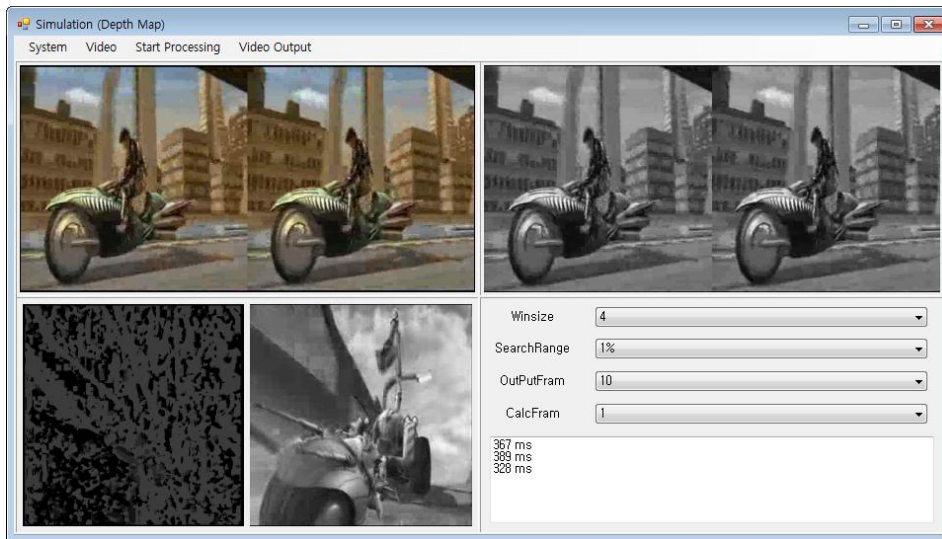 Simulation (Depth Map)
System Video Start Processing Video Output
Winsize 4
SearchRange 1%
OutPutFram 10
CalcFram 1
367 ms
389 ms
328 ms